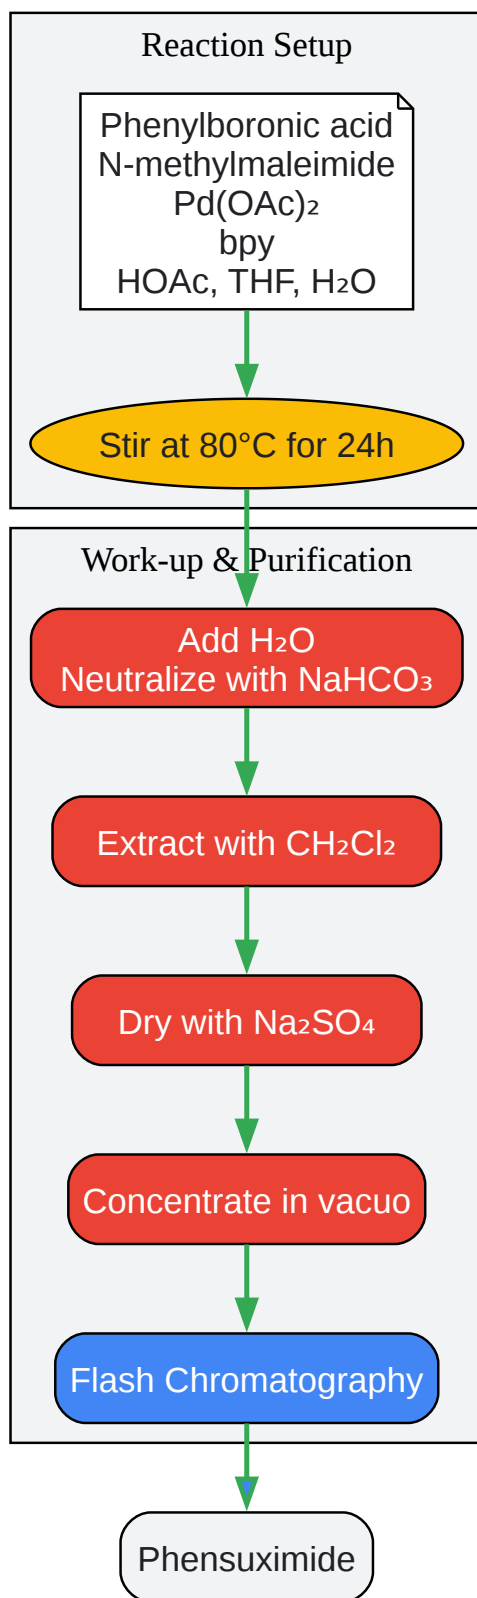 Reaction Setup
Phenylboronic acid
N-methylmaleimide
Pd(OAc)₂
bpy
HOAc, THF, H₂O
Stir at 80°C for 24h
Work-up & Purification
Add H₂O
Neutralize with NaHCO₃
Extract with CH₂Cl₂
Dry with Na₂SO₄
Concentrate in vacuo
Flash Chromatography
Phensuximide